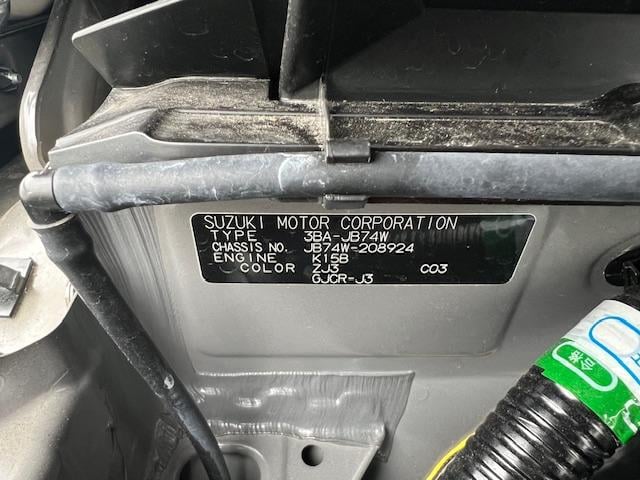 SUZUKI MOTOR CORPORATION
TYPE 3BA-JB74W
CHASSIS NO. JB74W-208924
ENGINE K15B
COLOR ZJ3 C03
GJCR-J3